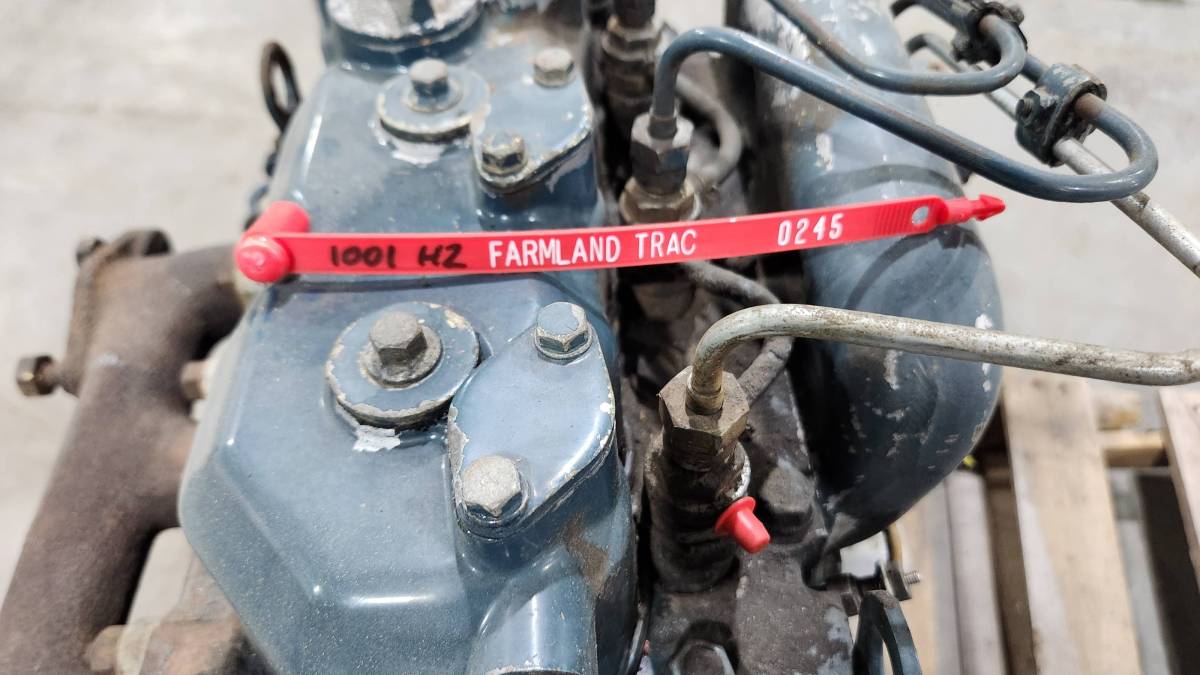 1001 HZ FARMLAND TRAC 0245